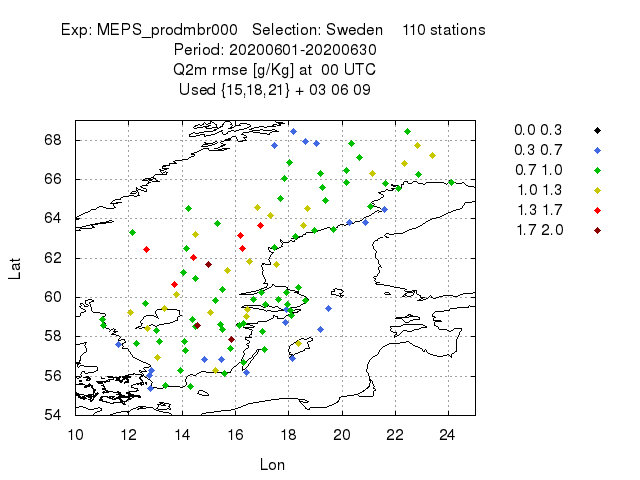 Exp: MEPS_prodmbr000 Selection: Sweden 110 stations
Period: 20200601-20200630
Q2m rmse [g/Kg] at 00 UTC
Used {15,18,21} + 03 06 09
0.0 0.3
0.3 0.7
0.7 1.0
1.0 1.3
1.3 1.7
1.7 2.0
Lat
68
66
64
62
60
58
56
54
10 12 14 16 18 20 22 24
Lon